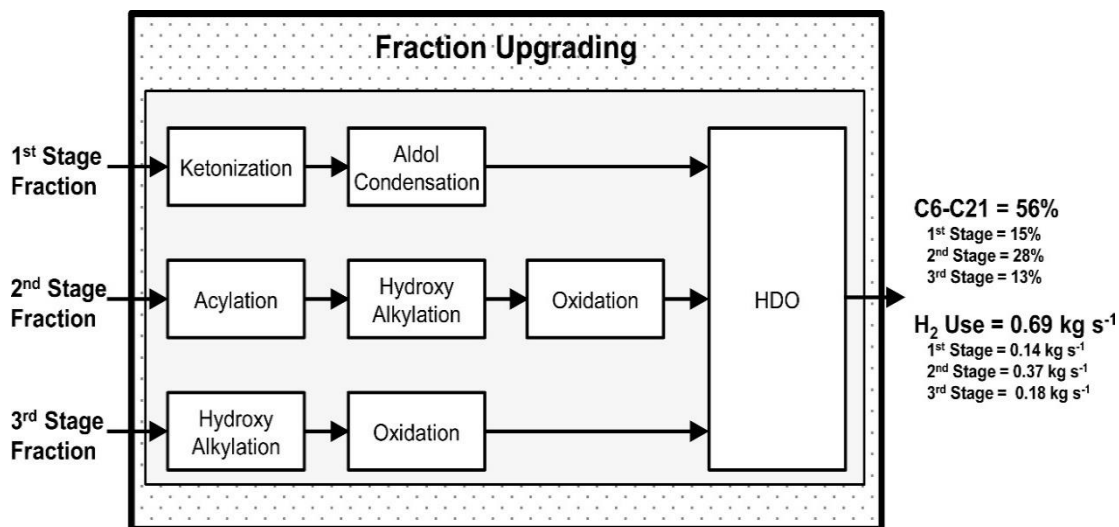 Fraction Upgrading
1st Stage
Fraction
Ketonization
Aldol
Condensation
2nd Stage
Fraction
Acylation
Hydroxy
Alkylation
Oxidation
HDO
3rd Stage
Fraction
Hydroxy
Alkylation
Oxidation
C6-C21 = 56%
1st Stage = 15%
2nd Stage = 28%
3rd Stage = 13%
H2 Use = 0.69 kg s-1
1st Stage = 0.14 kg s-1
2nd Stage = 0.37 kg s-1
3rd Stage = 0.18 kg s-1